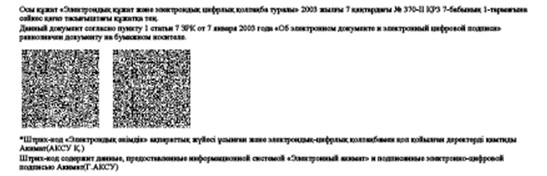 Осы құжат «Электрондық құжат және электрондық цифрлық қолтаңба туралы» 2003 жылғы 7 қаңтардағы № 370-II ҚРЗ 7-бабының 1-тармағына
сәйкес қағаз тасығыштағы құжатқа тең.
Данный документ согласно пункту 1 статьи 7 ЗРК от 7 января 2003 года «Об электронном документе и электронный цифровой подписи»
равнозначен документу на бумажном носителе.
*Штрих-код «Электрондық әкімдік» ақпараттық жүйесі ұсынған және электрондық-цифрлық қолтаңбамен қол қойылған деректерді қамтиды
Акимат(АКСУ Қ.)
Штрих-код содержит данные, предоставленные информационной системой «Электронный акимат» и подписанные электронно-цифровой
подписью Акимат(Г.АКСУ)